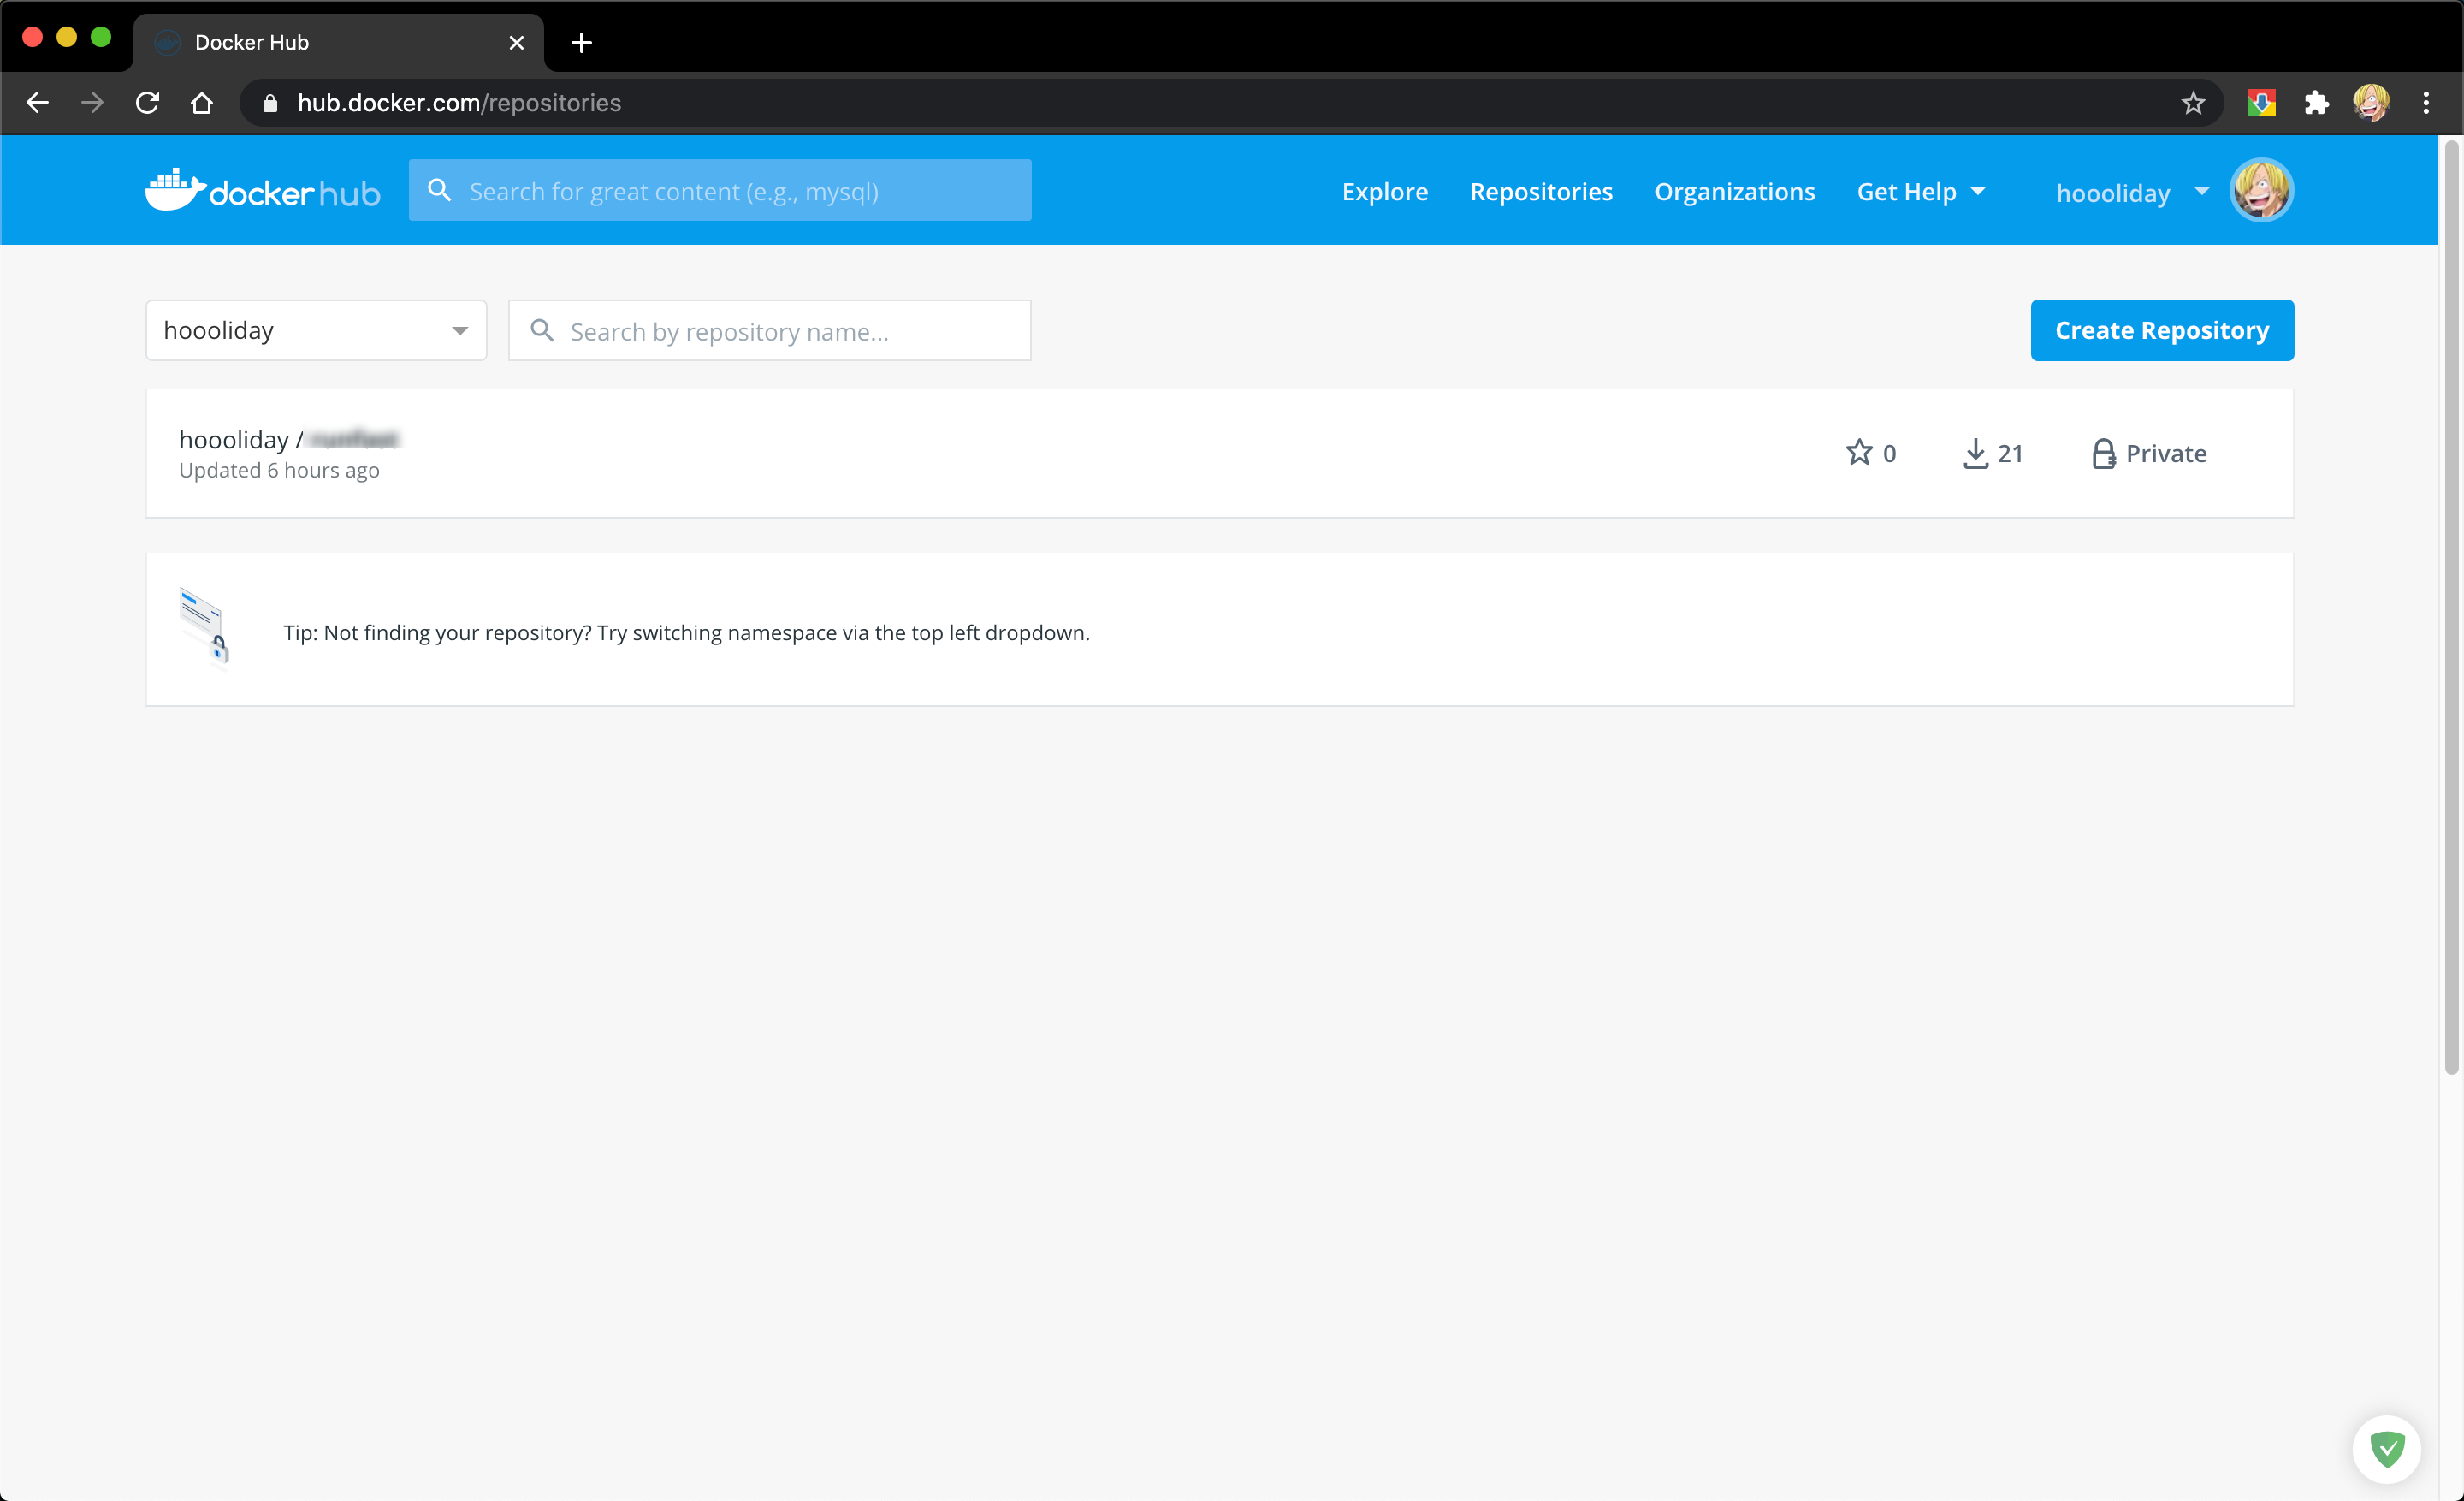 Docker Hub
hub.docker.com/repositories
docker hub
Search for great content (e.g., mysql)
Explore
Repositories
Organizations
Get Help
hoooliday
hoooliday
Search by repository name...
Create Repository
hoooliday /
Updated 6 hours ago
0
21
Private
Tip: Not finding your repository? Try switching namespace via the top left dropdown.